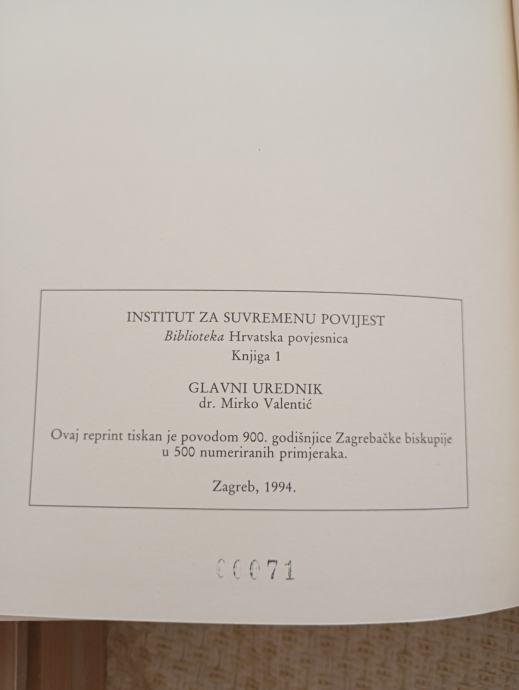 INSTITUT ZA SUVREMENU POVIJEST
Biblioteka Hrvatska povjesnica
Knjiga 1
GLAVNI UREDNIK
dr. Mirko Valentić
Ovaj reprint tiskan je povodom 900. godišnjice Zagrebačke biskupije
u 500 numeriranih primjeraka.
Zagreb, 1994.
00071